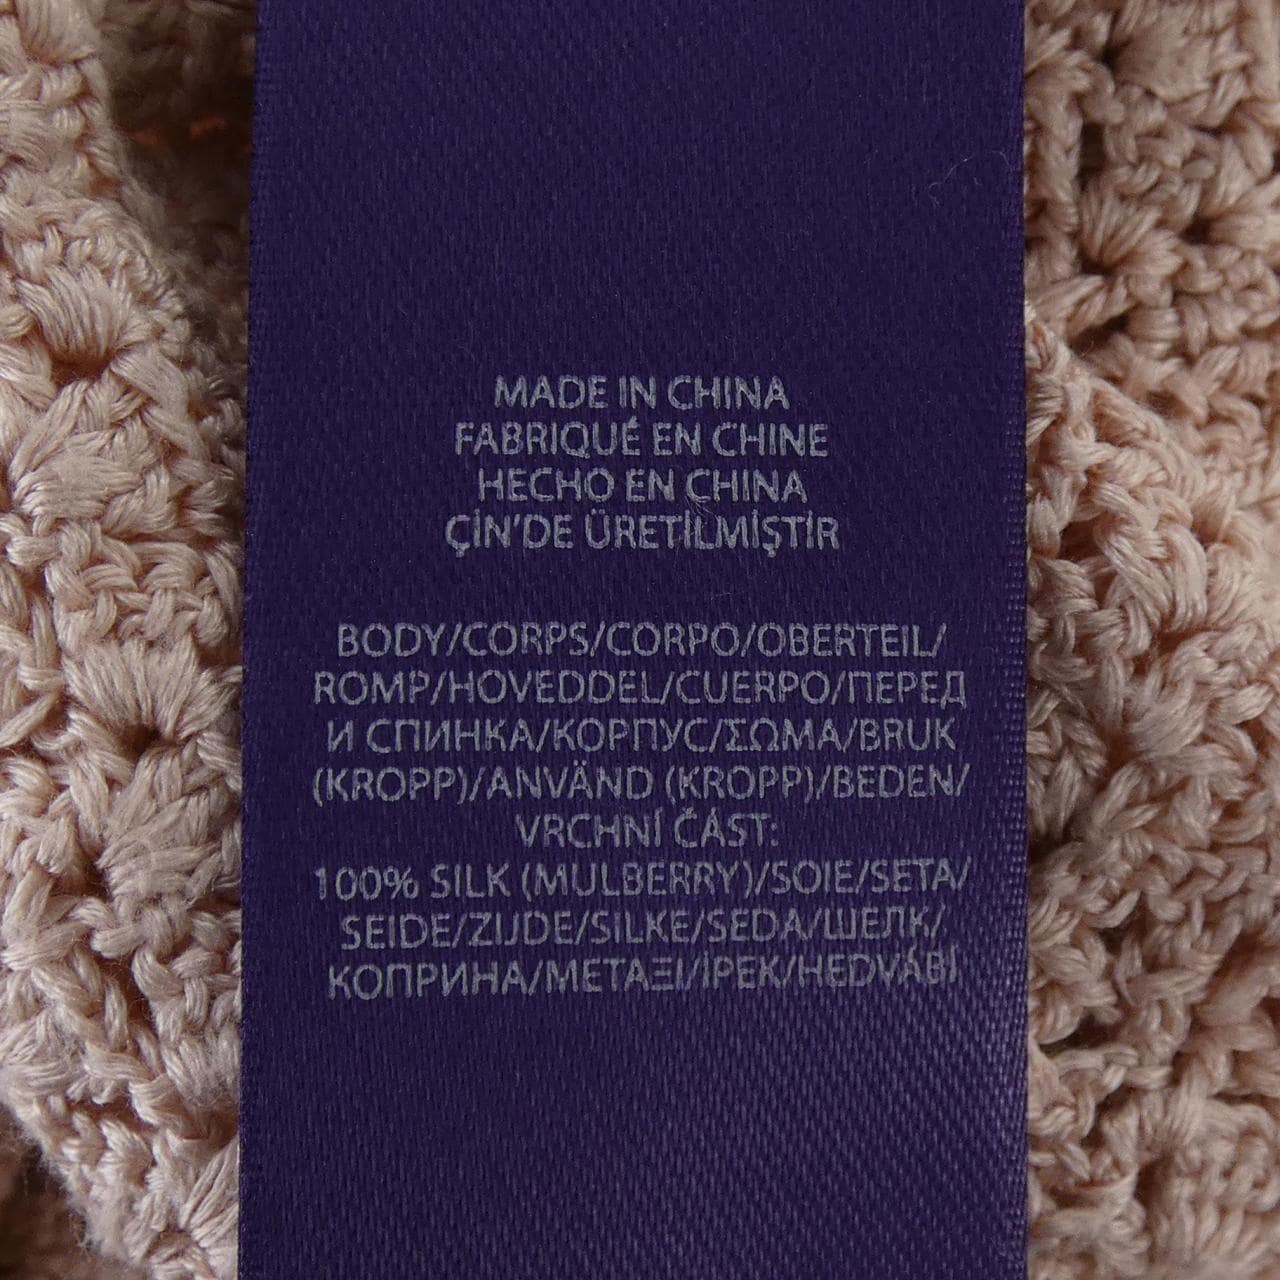 MADE IN CHINA
FABRIQUÉ EN CHINE
HECHO EN CHINA
ÇİN'DE ÜRETİLMİŞTİR
BODY/CORPS/CORPO/OBERTEIL/
ROMP/HOVEDDEL/CUERPO/ПЕРЕД
И СПИНКА/КОРПУС/ΣΩΜΑ/BRUK
(KROPP)/ANVÄND (KROPP)/BEDEN/
VRCHNÍ ČÁST:
100% SILK (MULBERRY)/SOIE/SETA/
SEIDE/ZIJDE/SILKE/SEDA/ШЕЛК/
КОПРИНА/ΜΕΤΑΞΙ/İPEK/HEDVÁBÍ